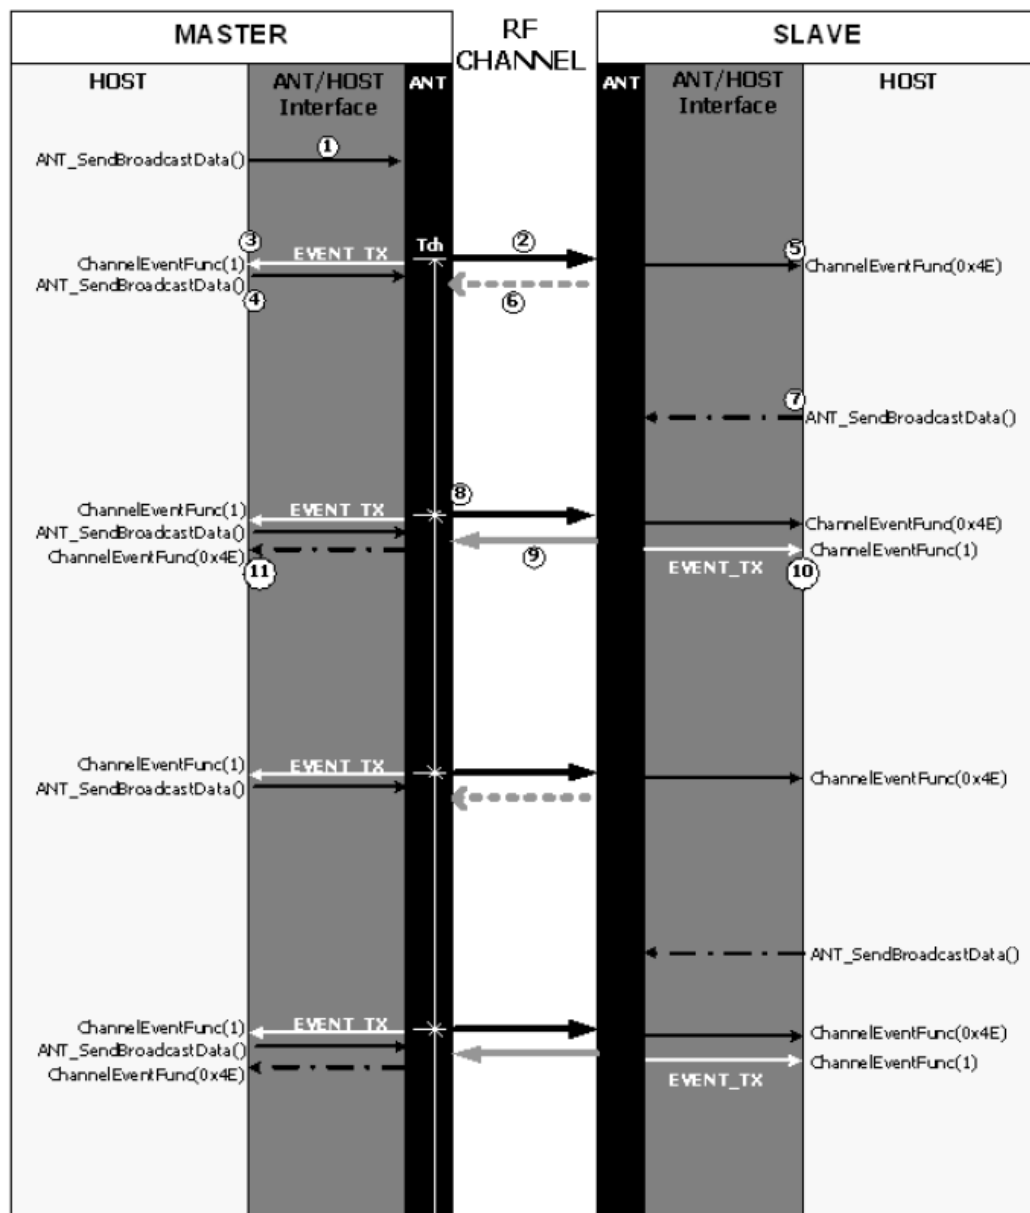 MASTER
RF CHANNEL
SLAVE
HOST
ANT/HOST Interface
ANT
ANT
ANT/HOST Interface
HOST
1
ANT_SendBroadcastData()
3
EVENT_TX
Tch
2
5
ChannelEventFunc(1)
ChannelEventFunc(0x4E)
ANT_SendBroadcastData()
4
6
7
ANT_SendBroadcastData()
8
ChannelEventFunc(1)
EVENT_TX
ANT_SendBroadcastData()
ChannelEventFunc(0x4E)
ChannelEventFunc(0x4E)
9
ChannelEventFunc(1)
11
EVENT_TX
10
ChannelEventFunc(1)
EVENT_TX
ANT_SendBroadcastData()
ChannelEventFunc(0x4E)
ANT_SendBroadcastData()
ChannelEventFunc(1)
EVENT_TX
ChannelEventFunc(0x4E)
ANT_SendBroadcastData()
ChannelEventFunc(0x4E)
ChannelEventFunc(1)
EVENT_TX